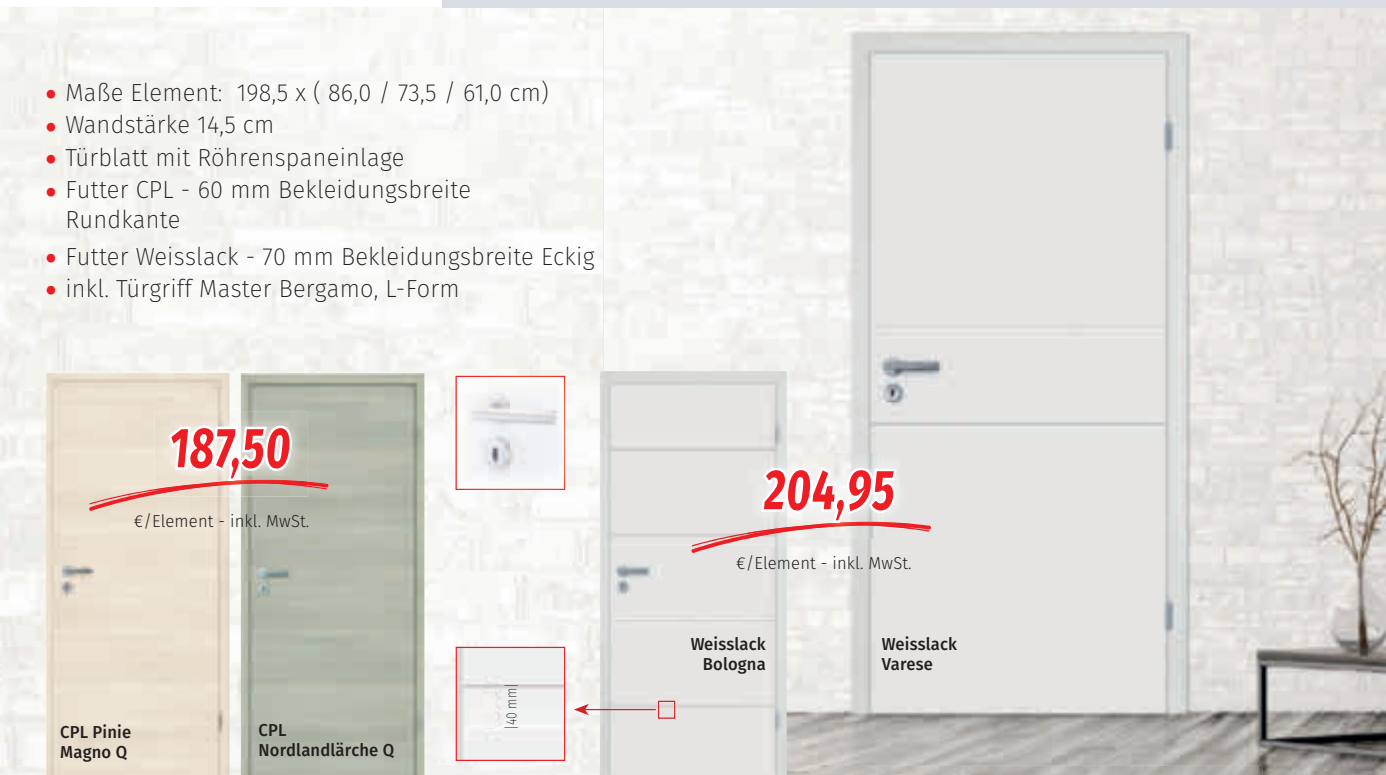 • Maße Element: 198,5 x ( 86,0 / 73,5 / 61,0 cm)
• Wandstärke 14,5 cm
• Türblatt mit Röhrenspaneinlage
• Futter CPL - 60 mm Bekleidungsbreite
Rundkante
• Futter Weisslack - 70 mm Bekleidungsbreite Eckig
• inkl. Türgriff Master Bergamo, L-Form
187,50
€/Element - inkl. MwSt.
204,95
€/Element - inkl. MwSt.
CPL Pinie
Magno Q
CPL
Nordlandlärche Q
|40 mm|
Weisslack
Bologna
Weisslack
Varese